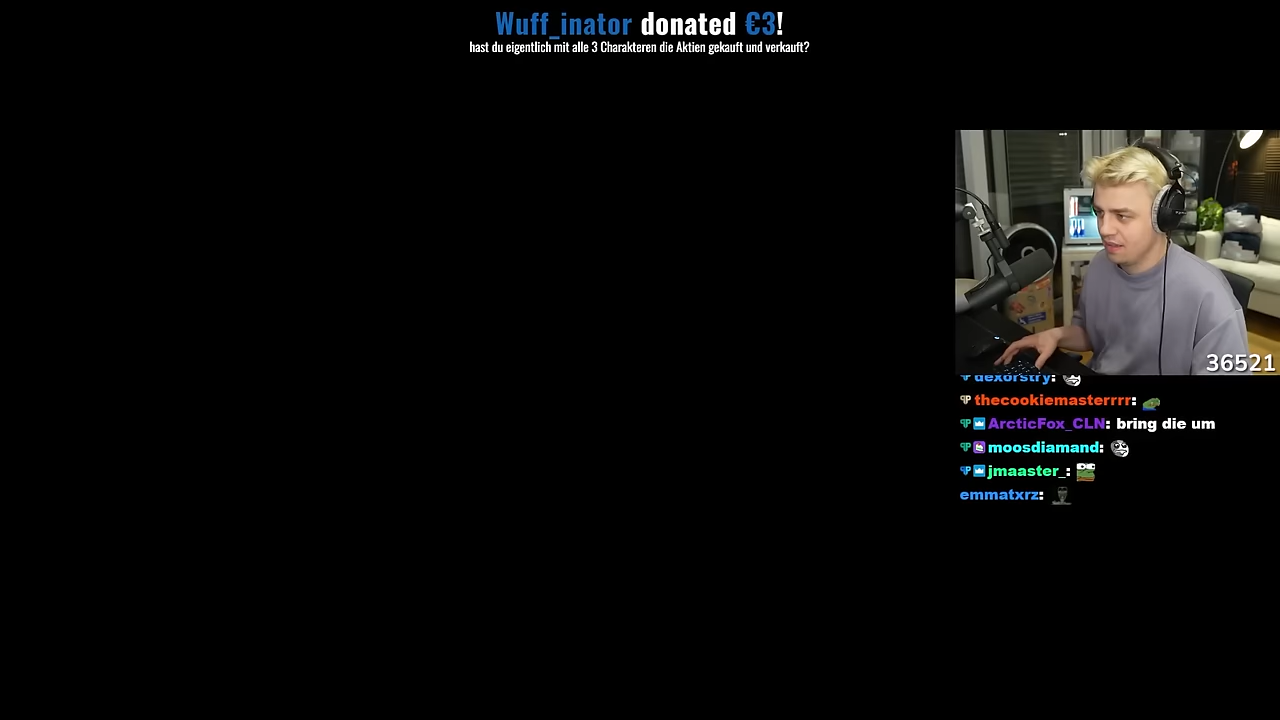 Wuff_inator donated €3!
hast du eigentlich mit alle 3 Charakteren die Aktien gekauft und verkauft?
36521
dexorstry:
thecookiemasterrrr:
ArcticFox_CLN: bring die um
moosdiamand:
jmaaster_:
emmatxrz: